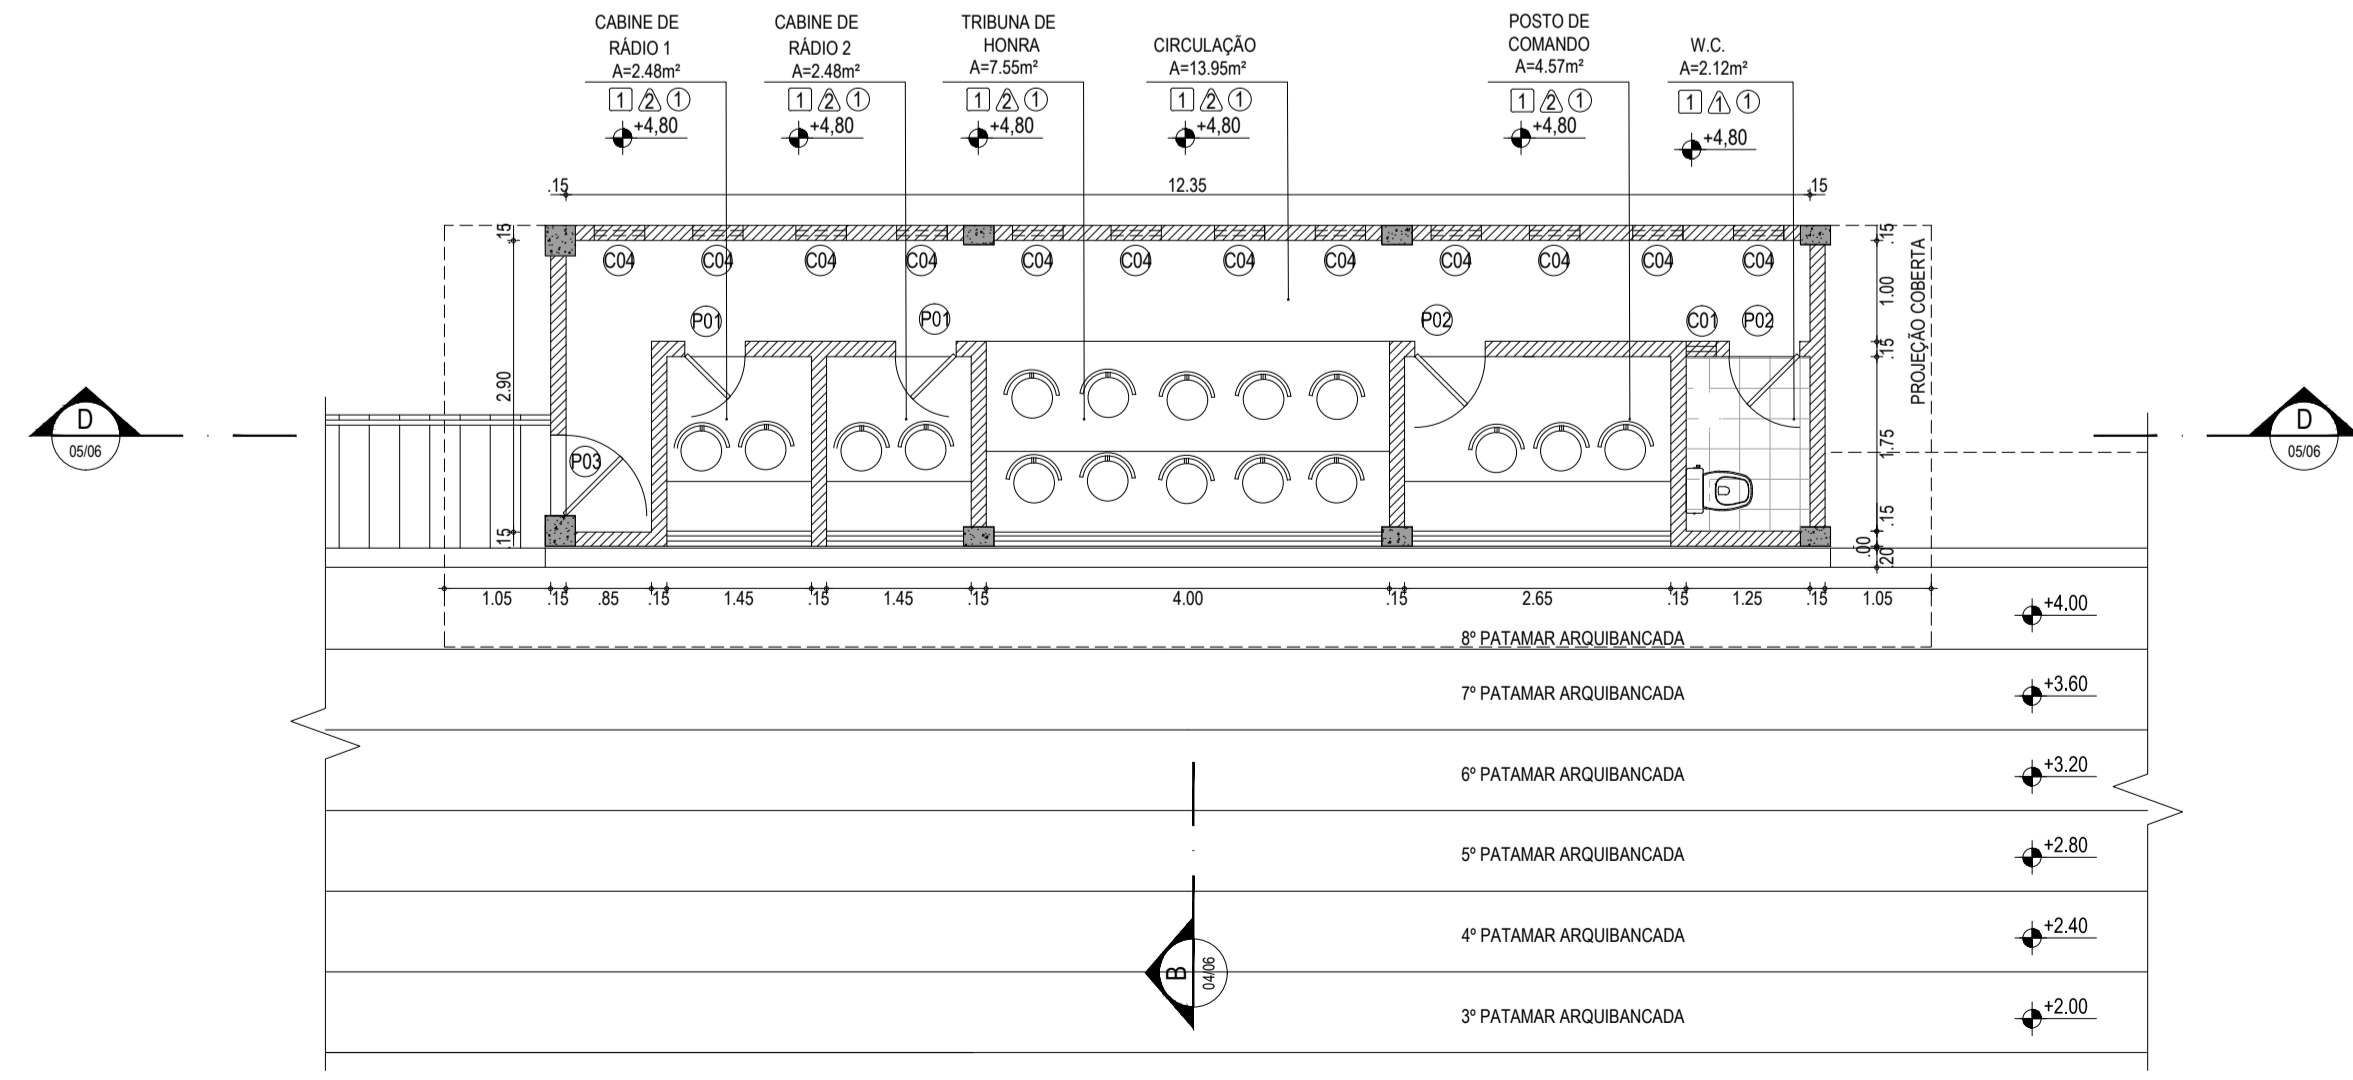 CABINE DE
RÁDIO 1
A=2.48m²
1 2 1
+4,80
CABINE DE
RÁDIO 2
A=2.48m²
1 2 1
+4,80
TRIBUNA DE
HONRA
A=7.55m²
1 2 1
+4,80
CIRCULAÇÃO
A=13.95m²
1 2 1
+4,80
POSTO DE
COMANDO
A=4.57m²
1 2 1
+4,80
W.C.
A=2.12m²
1 1 1
+4,80
.15 12.35 .15
.15
2.90
.15
C04 C04 C04 C04 C04 C04 C04 C04 C04 C04 C04 C04
P01 P01 P02 C01 P02
P03
.15
1.00
.15
1.75
.15
.00
.20
PROJEÇÃO COBERTA
D
05/06
D
05/06
1.05 .15 .85 .15 1.45 .15 1.45 .15 4.00 .15 2.65 .15 1.25 .15 1.05
+4.00
8º PATAMAR ARQUIBANCADA
7º PATAMAR ARQUIBANCADA +3.60
6º PATAMAR ARQUIBANCADA +3.20
5º PATAMAR ARQUIBANCADA +2.80
4º PATAMAR ARQUIBANCADA +2.40
B
04/06
3º PATAMAR ARQUIBANCADA +2.00